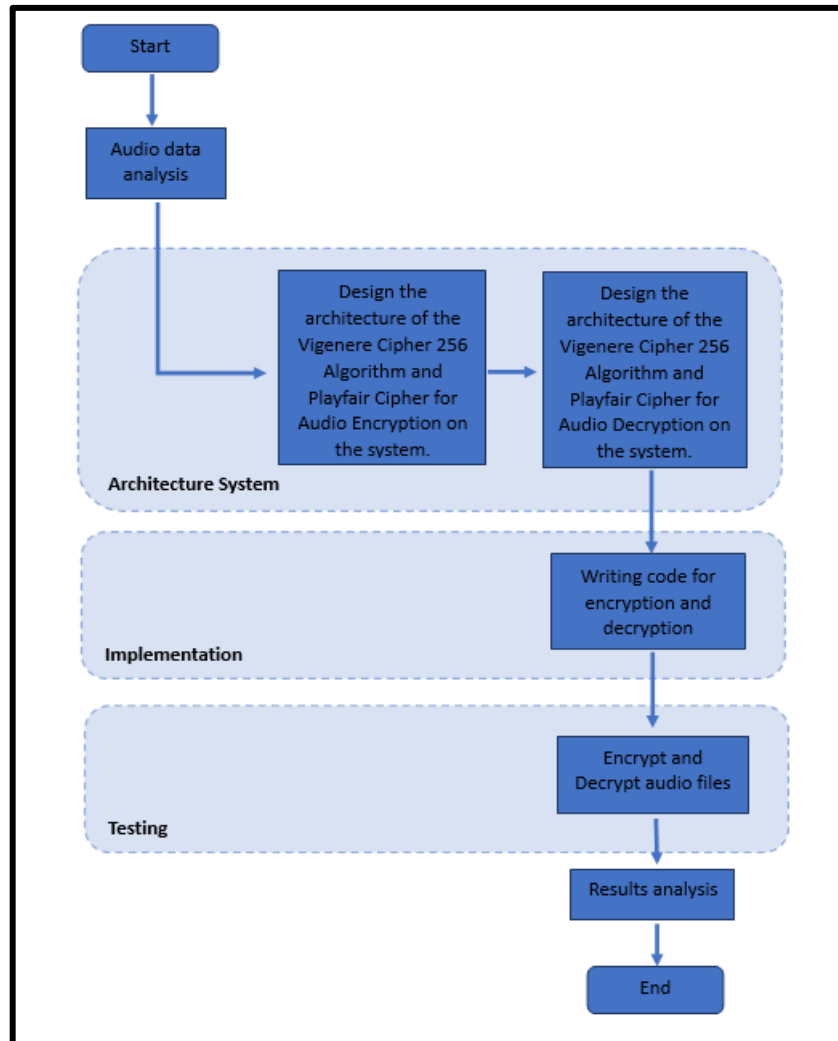 Start
Audio data
analysis
Design the
architecture of the
Vigenere Cipher 256
Algorithm and
Playfair Cipher for
Audio Encryption on
the system.
Design the
architecture of the
Vigenere Cipher 256
Algorithm and
Playfair Cipher for
Audio Decryption on
the system.
Architecture System
Writing code for
encryption and
decryption
Implementation
Encrypt and
Decrypt audio files
Testing
Results analysis
End